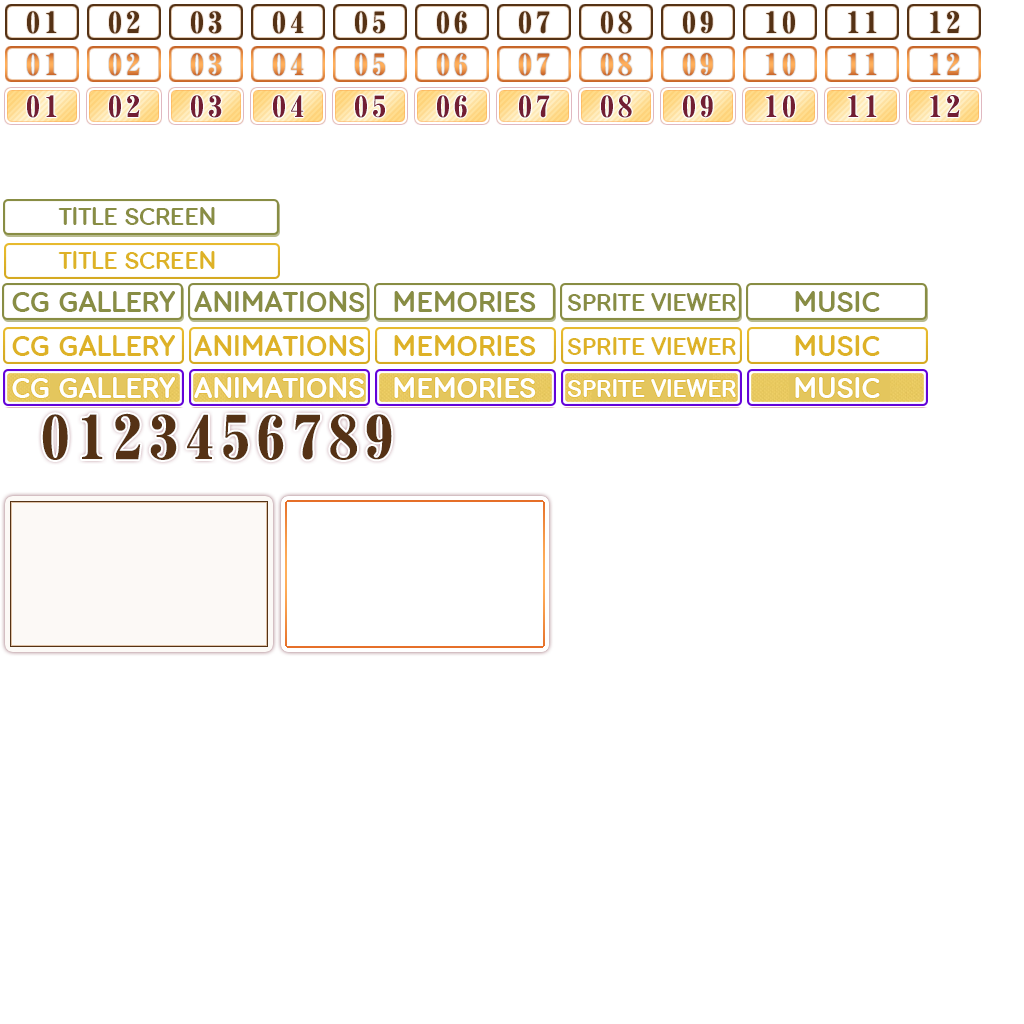 01 02 03 04 05 06 07 08 09 10 11 12
01 02 03 04 05 06 07 08 09 10 11 12
01 02 03 04 05 06 07 08 09 10 11 12
TITLE SCREEN
TITLE SCREEN
CG GALLERY ANIMATIONS MEMORIES SPRITE VIEWER MUSIC
CG GALLERY ANIMATIONS MEMORIES SPRITE VIEWER MUSIC
CG GALLERY ANIMATIONS MEMORIES SPRITE VIEWER MUSIC
0123456789